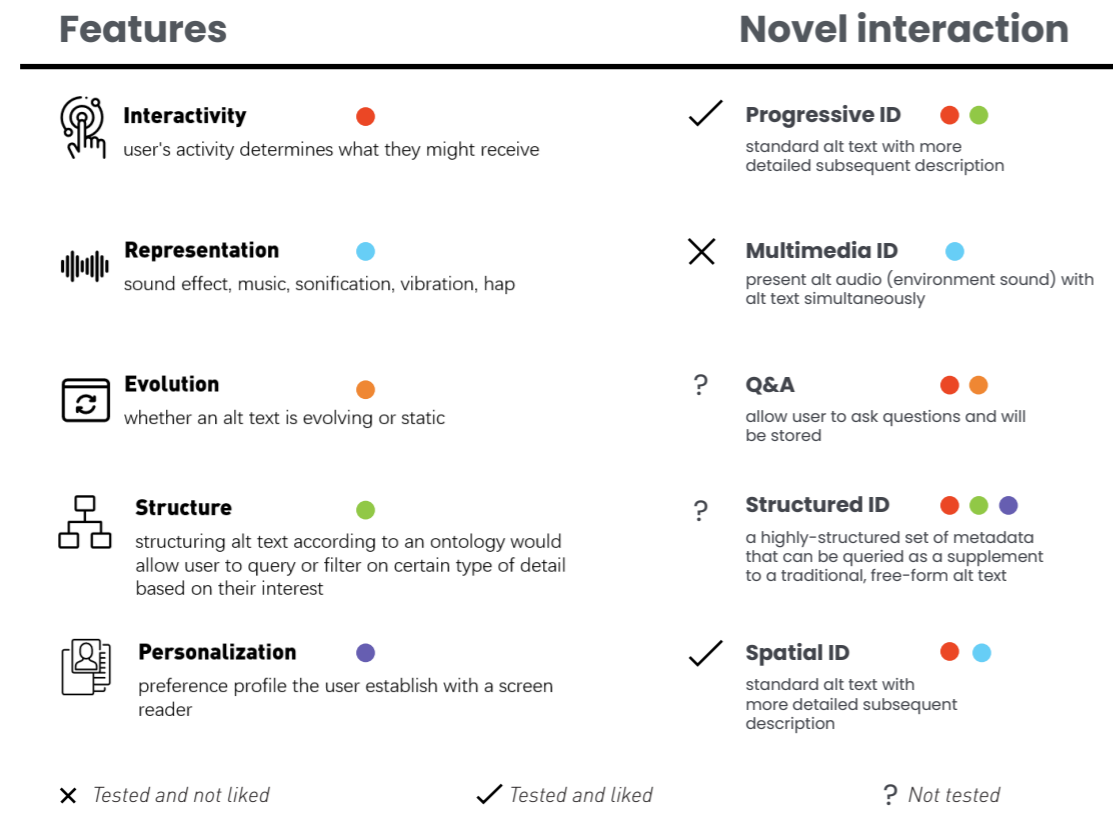 Features
Novel interaction
Interactivity
user's activity determines what they might receive
Progressive ID
standard alt text with more
detailed subsequent description
Representation
sound effect, music, sonification, vibration, hap
Multimedia ID
present alt audio (environment sound) with
alt text simultaneously
Evolution
whether an alt text is evolving or static
?
Q&A
allow user to ask questions and will
be stored
Structure
structuring alt text according to an ontology would
allow user to query or filter on certain type of detail
based on their interest
?
Structured ID
a highly-structured set of metadata
that can be queried as a supplement
to a traditional, free-form alt text
Personalization
preference profile the user establish with a screen
reader
Spatial ID
standard alt text with
more detailed subsequent
description
Tested and not liked
Tested and liked
? Not tested